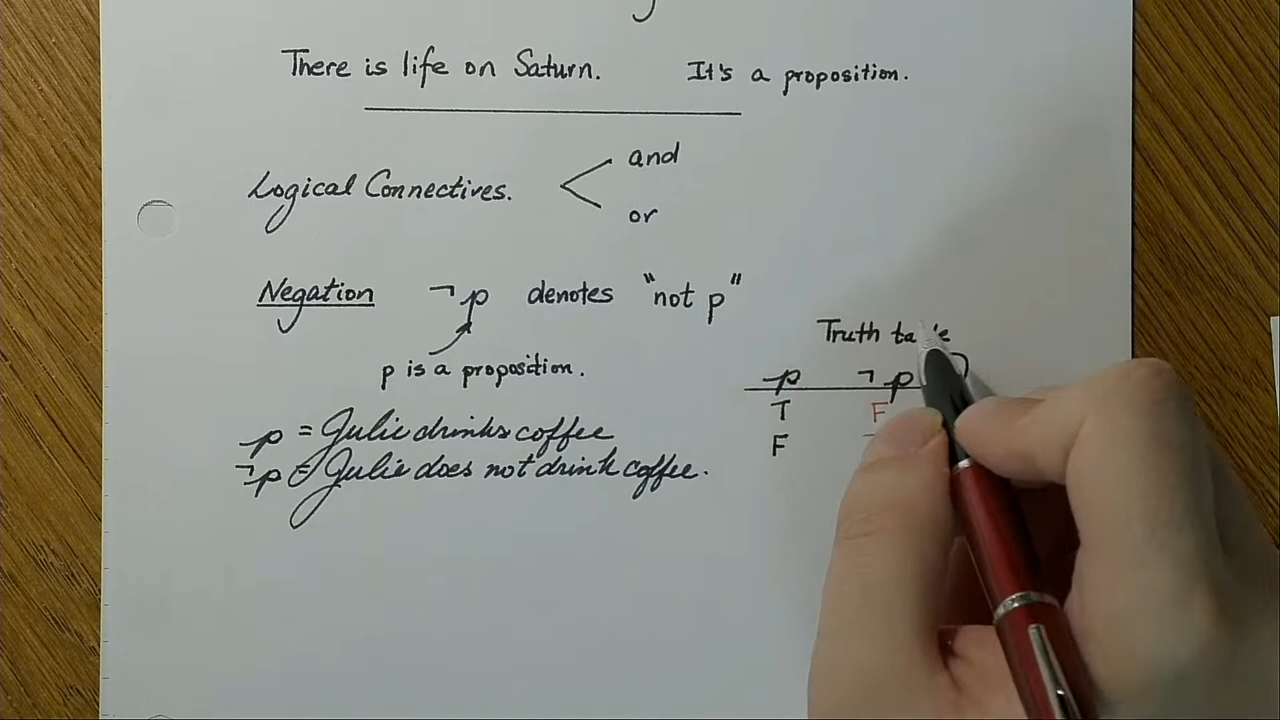 There is life on Saturn. It's a proposition.
Logical Connectives. and
or
Negation ¬p denotes "not p"
p is a proposition.
Truth
p ¬p
T F
F
p = Julie drinks coffee
¬p = Julie does not drink coffee.